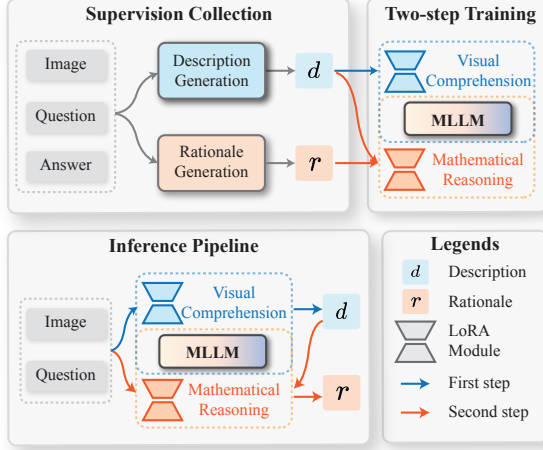 Supervision Collection
Image
Question
Answer
Description
Generation
d
Rationale
Generation
r
Two-step Training
Visual
Comprehension
MLLM
Mathematical
Reasoning
Inference Pipeline
Image
Question
Visual
Comprehension
d
MLLM
Mathematical
Reasoning
r
Legends
d Description
r Rationale
LoRA
Module
First step
Second step